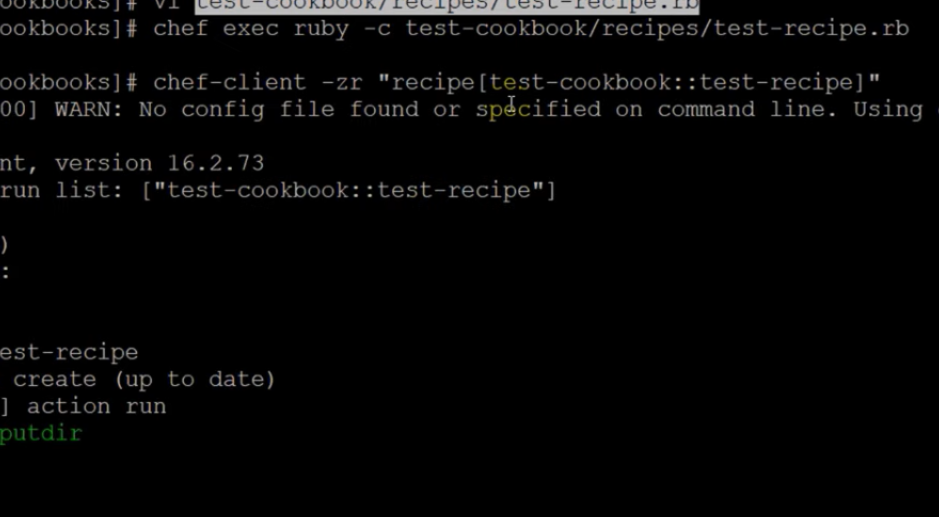 ookbooks]# vi test-cookbook/recipes/test-recipe.rb
ookbooks]# chef exec ruby -c test-cookbook/recipes/test-recipe.rb
ookbooks]# chef-client -zr "recipe[test-cookbook::test-recipe]"
00] WARN: No config file found or specified on command line. Using
nt, version 16.2.73
run list: ["test-cookbook::test-recipe"]
)
:
est-recipe
create (up to date)
] action run
putdir